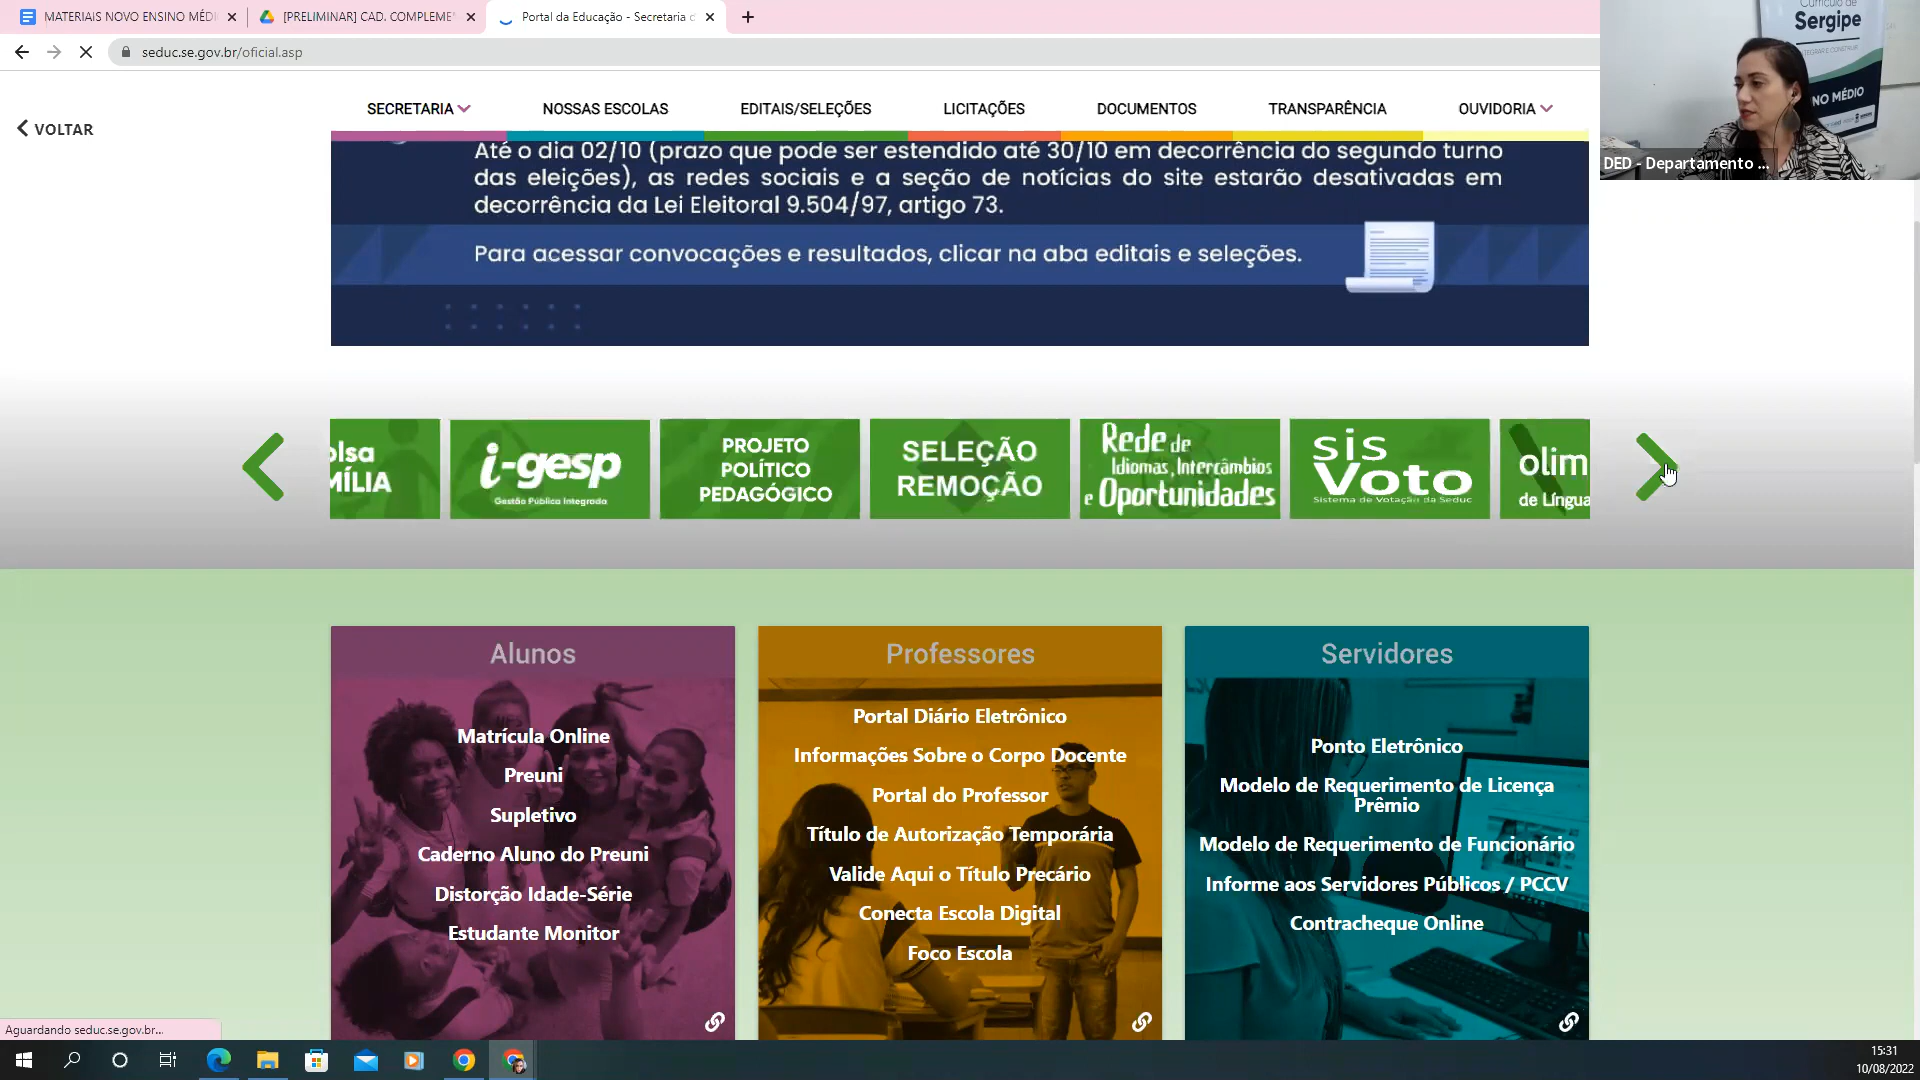 MATERIAIS NOVO ENSINO MÉDI
[PRELIMINAR] CAD. COMPLEME
Portal da Educação - Secretaria d
seduc.se.gov.br/oficial.asp
VOLTAR
SECRETARIA
NOSSAS ESCOLAS
EDITAIS/SELEÇÕES
LICITAÇÕES
DOCUMENTOS
TRANSPARÊNCIA
OUVIDORIA
Currículo de
Sergipe
INTEGRAR E CONSTRUIR
NO MÉDIO
DED - Departamento ...
Até o dia 02/10 (prazo que pode ser estendido até 30/10 em decorrência do segundo turno
das eleições), as redes sociais e a seção de notícias do site estarão desativadas em
decorrência da Lei Eleitoral 9.504/97, artigo 73.
Para acessar convocações e resultados, clicar na aba editais e seleções.
olsa
MÍLIA
i-gesp
Gestão Pública Integrada
PROJETO
POLÍTICO
PEDAGÓGICO
SELEÇÃO
REMOÇÃO
Rede de
Idiomas, Intercâmbios
e Oportunidades
sis
Voto
Sistema de Votação da Seduc
olim
de Língua
Alunos
Matrícula Online
Preuni
Supletivo
Caderno Aluno do Preuni
Distorção Idade-Série
Estudante Monitor
Professores
Portal Diário Eletrônico
Informações Sobre o Corpo Docente
Portal do Professor
Título de Autorização Temporária
Valide Aqui o Título Precário
Conecta Escola Digital
Foco Escola
Servidores
Ponto Eletrônico
Modelo de Requerimento de Licença
Prêmio
Modelo de Requerimento de Funcionário
Informe aos Servidores Públicos / PCCV
Contracheque Online
Aguardando seduc.se.gov.br...
15:31
10/08/2022